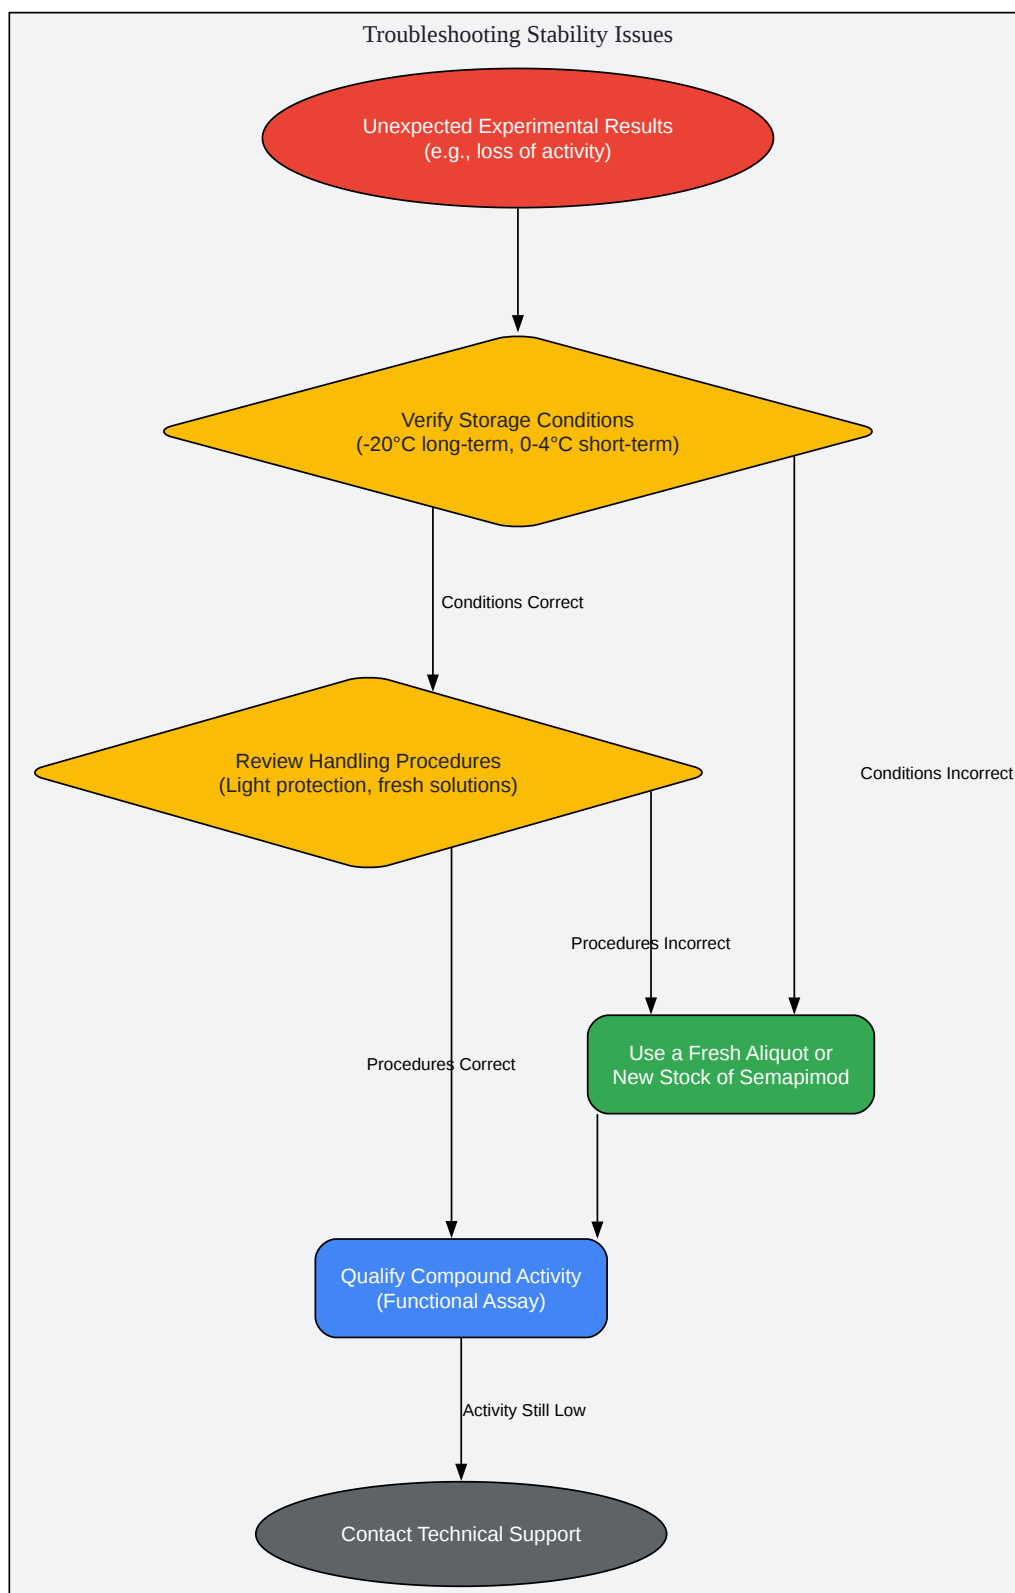 Troubleshooting Stability Issues
Unexpected Experimental Results
(e.g., loss of activity)
Verify Storage Conditions
(-20°C long-term, 0-4°C short-term)
Conditions Correct
Review Handling Procedures
(Light protection, fresh solutions)
Conditions Incorrect
Procedures Incorrect
Procedures Correct
Use a Fresh Aliquot or
New Stock of Semapimod
Qualify Compound Activity
(Functional Assay)
Activity Still Low
Contact Technical Support